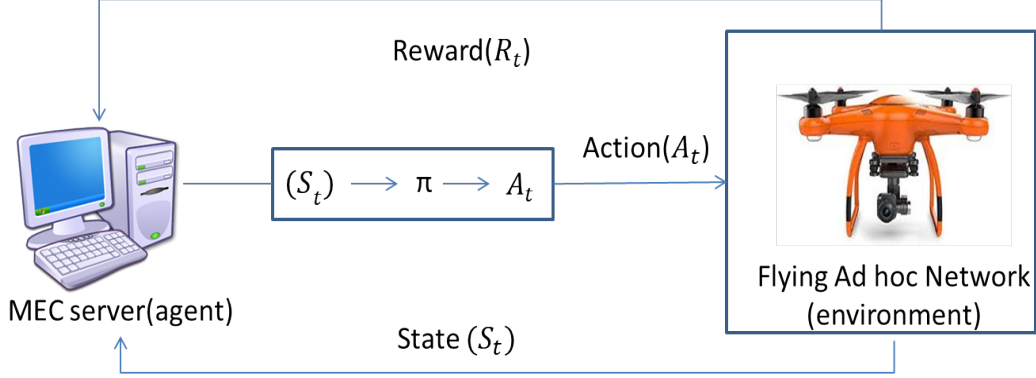 Reward(R_t)
Action(A_t)
(S_t) → π → A_t
Flying Ad hoc Network
(environment)
MEC server(agent)
State (S_t)